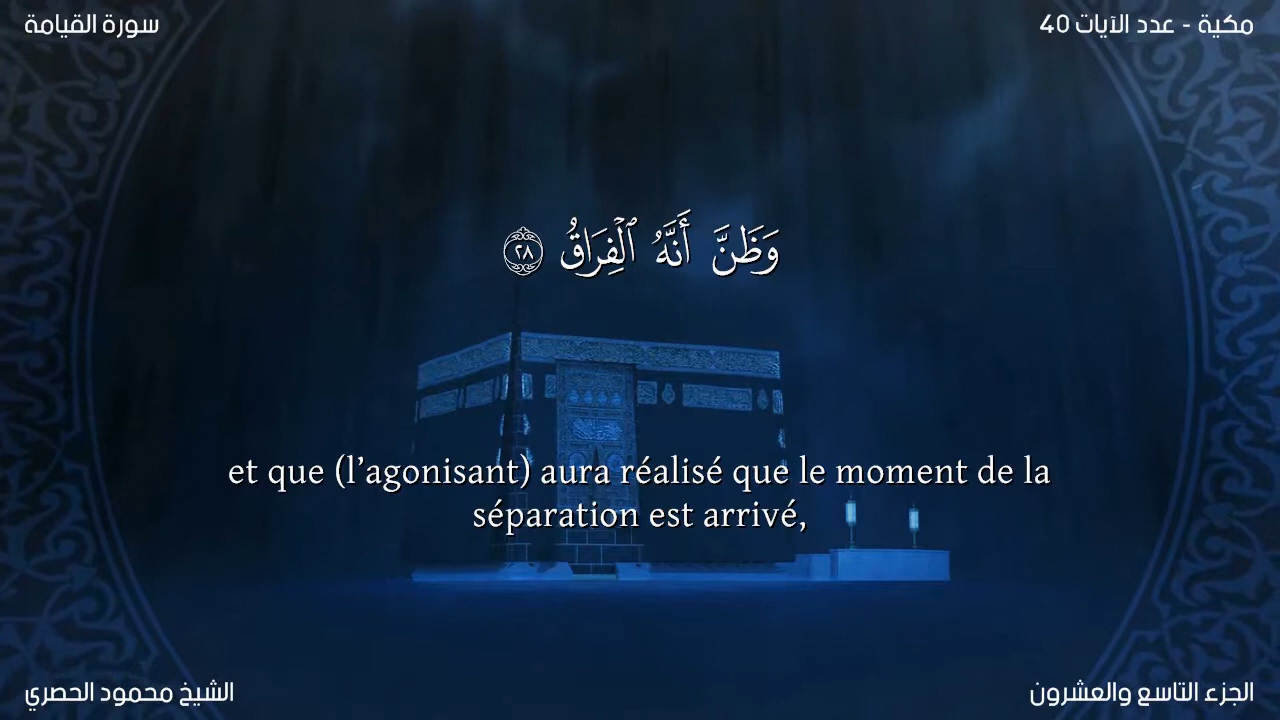 سورة القيامة
مكية - عدد الآيات 40
وَظَنَّ أَنَّهُ ٱلْفِرَاقُ ٢٨
et que (l’agonisant) aura réalisé que le moment de la
séparation est arrivé,
الشيخ محمود الحصري
الجزء التاسع والعشرون